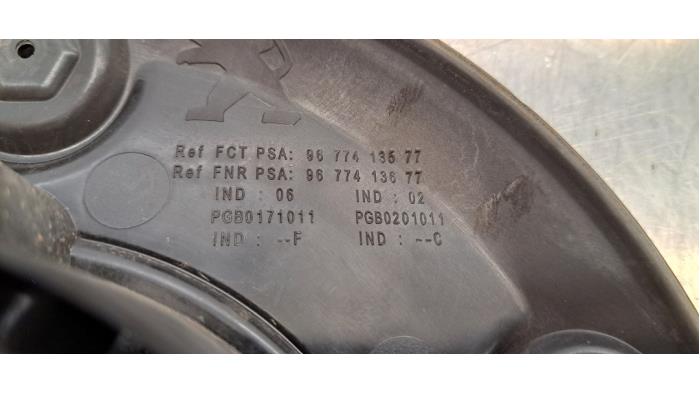 Ref FCT PSA: 96 774 135 77
Ref FNR PSA: 96 774 136 77
IND : 06 IND : 02
PGB0171011 PGB0201011
IND : --F IND : --C